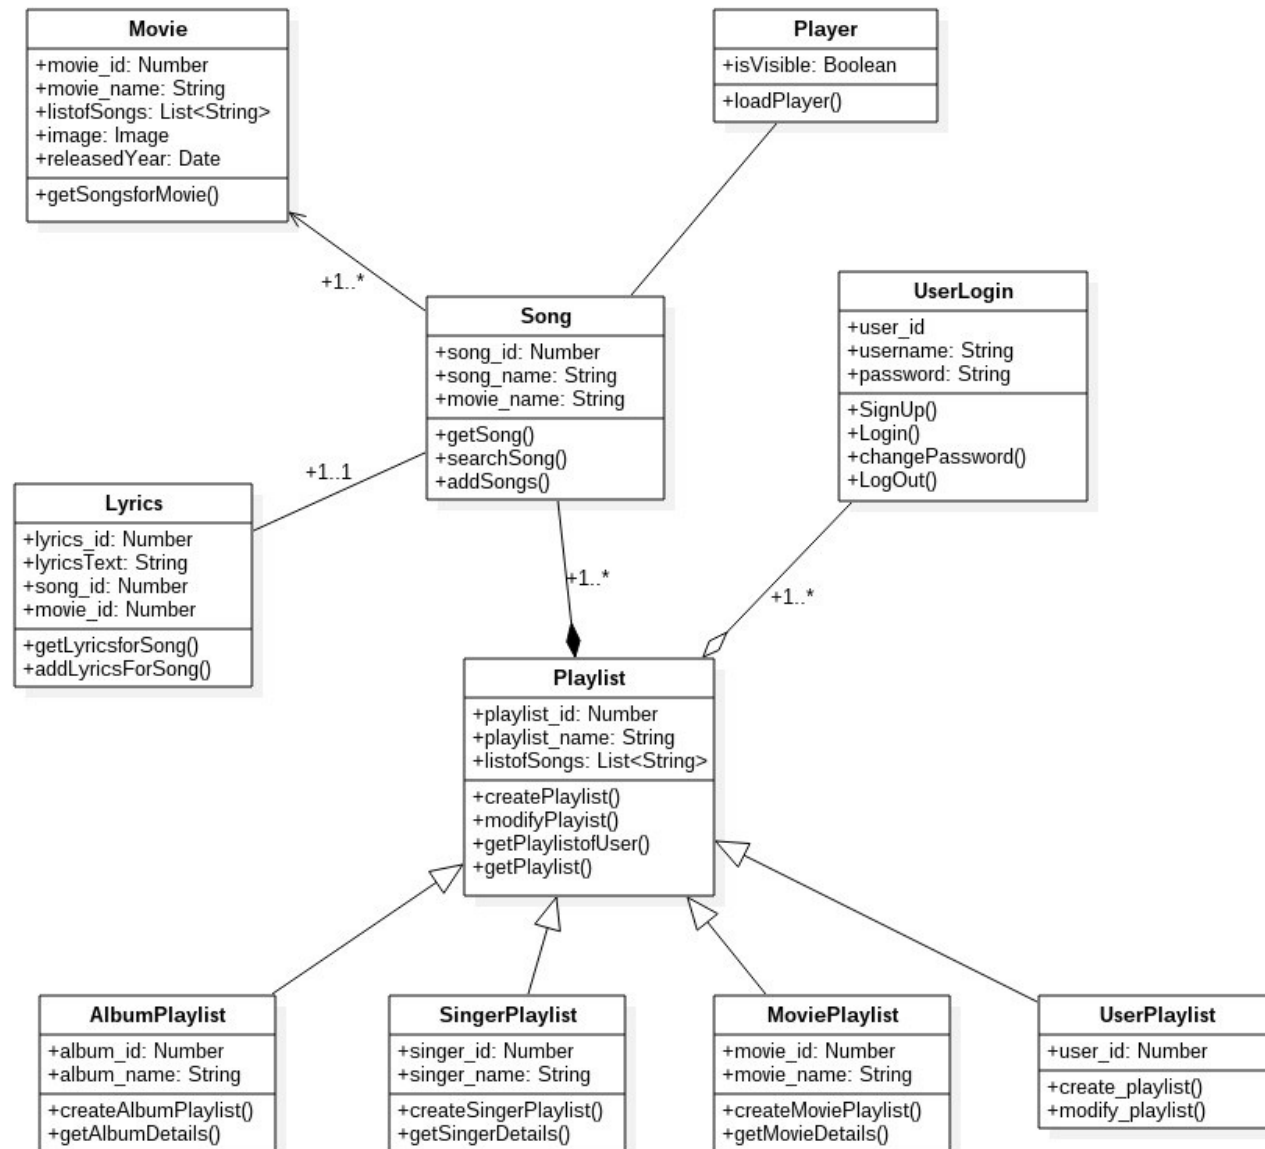 Movie
+movie_id: Number
+movie_name: String
+listofSongs: List<String>
+image: Image
+releasedYear: Date
+getSongsforMovie()
Player
+isVisible: Boolean
+loadPlayer()
+1..*
Song
+song_id: Number
+song_name: String
+movie_name: String
+getSong()
+searchSong()
+addSongs()
UserLogin
+user_id
+username: String
+password: String
+SignUp()
+Login()
+changePassword()
+LogOut()
+1..1
Lyrics
+lyrics_id: Number
+lyricsText: String
+song_id: Number
+movie_id: Number
+getLyricsforSong()
+addLyricsForSong()
+1..*
+1..*
Playlist
+playlist_id: Number
+playlist_name: String
+listofSongs: List<String>
+createPlaylist()
+modifyPlayist()
+getPlaylistofUser()
+getPlaylist()
AlbumPlaylist
+album_id: Number
+album_name: String
+createAlbumPlaylist()
+getAlbumDetails()
SingerPlaylist
+singer_id: Number
+singer_name: String
+createSingerPlaylist()
+getSingerDetails()
MoviePlaylist
+movie_id: Number
+movie_name: String
+createMoviePlaylist()
+getMovieDetails()
UserPlaylist
+user_id: Number
+create_playlist()
+modify_playlist()